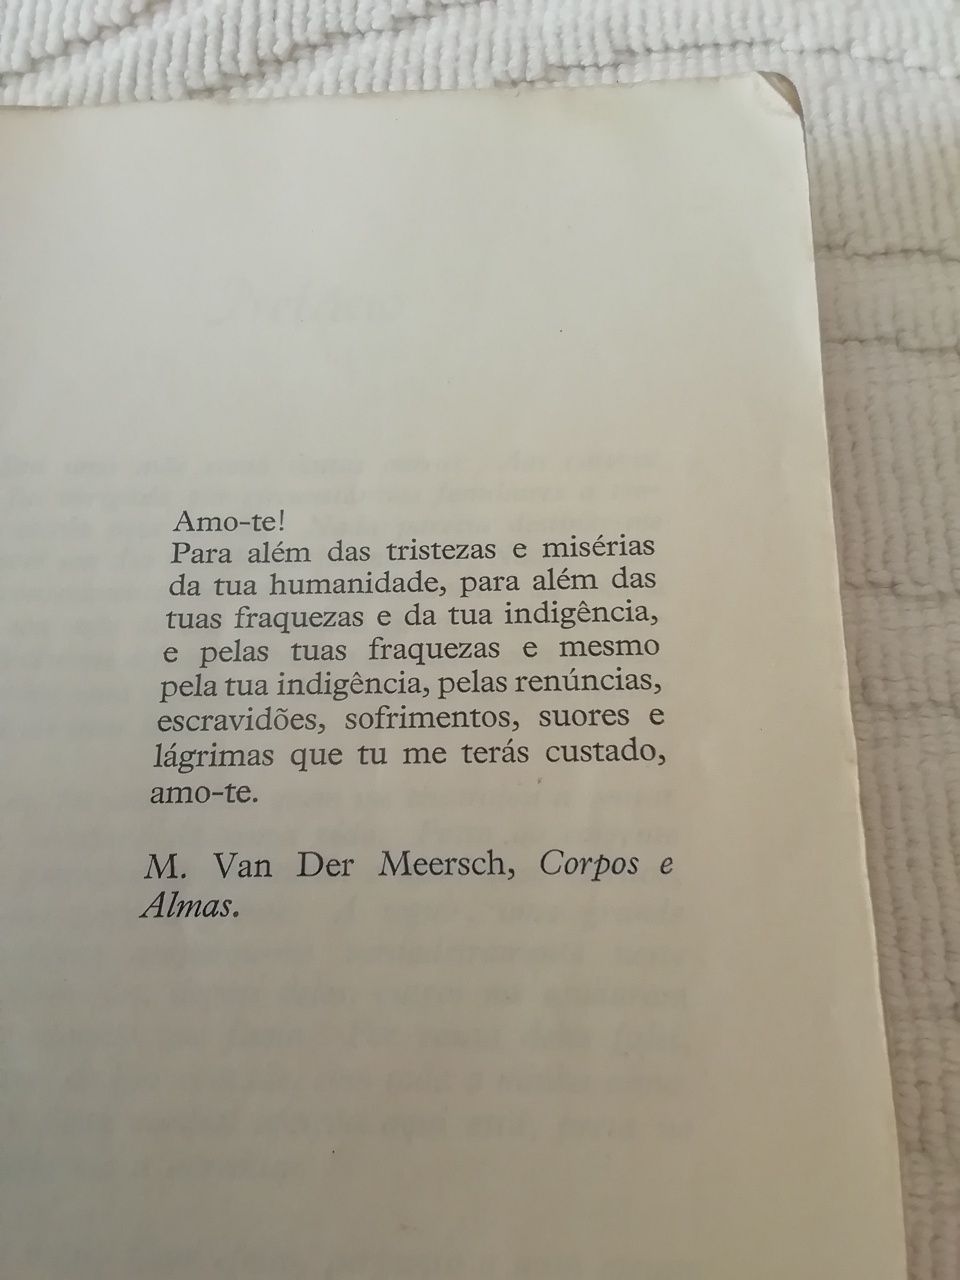 Amo-te!
Para além das tristezas e misérias
da tua humanidade, para além das
tuas fraquezas e da tua indigência,
e pelas tuas fraquezas e mesmo
pela tua indigência, pelas renúncias,
escravidões, sofrimentos, suores e
lágrimas que tu me terás custado,
amo-te.
M. Van Der Meersch, Corpos e
Almas.